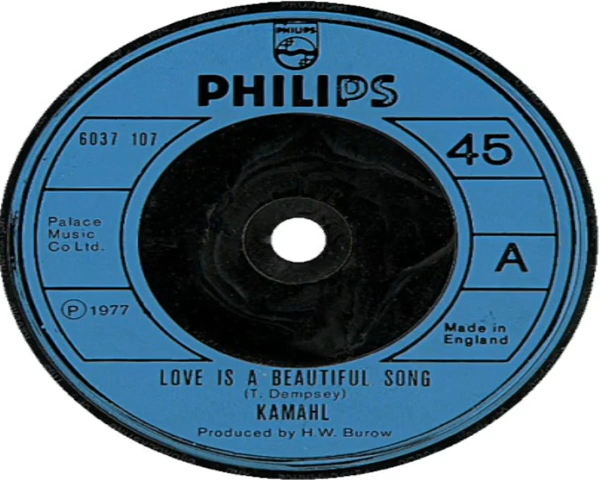 PHILIPS
PHILIPS
6037 107
45
Palace
Music
Co Ltd.
A
℗ 1977
Made in
England
LOVE IS A BEAUTIFUL SONG
(T. Dempsey)
KAMAHL
Produced by H.W. Burow